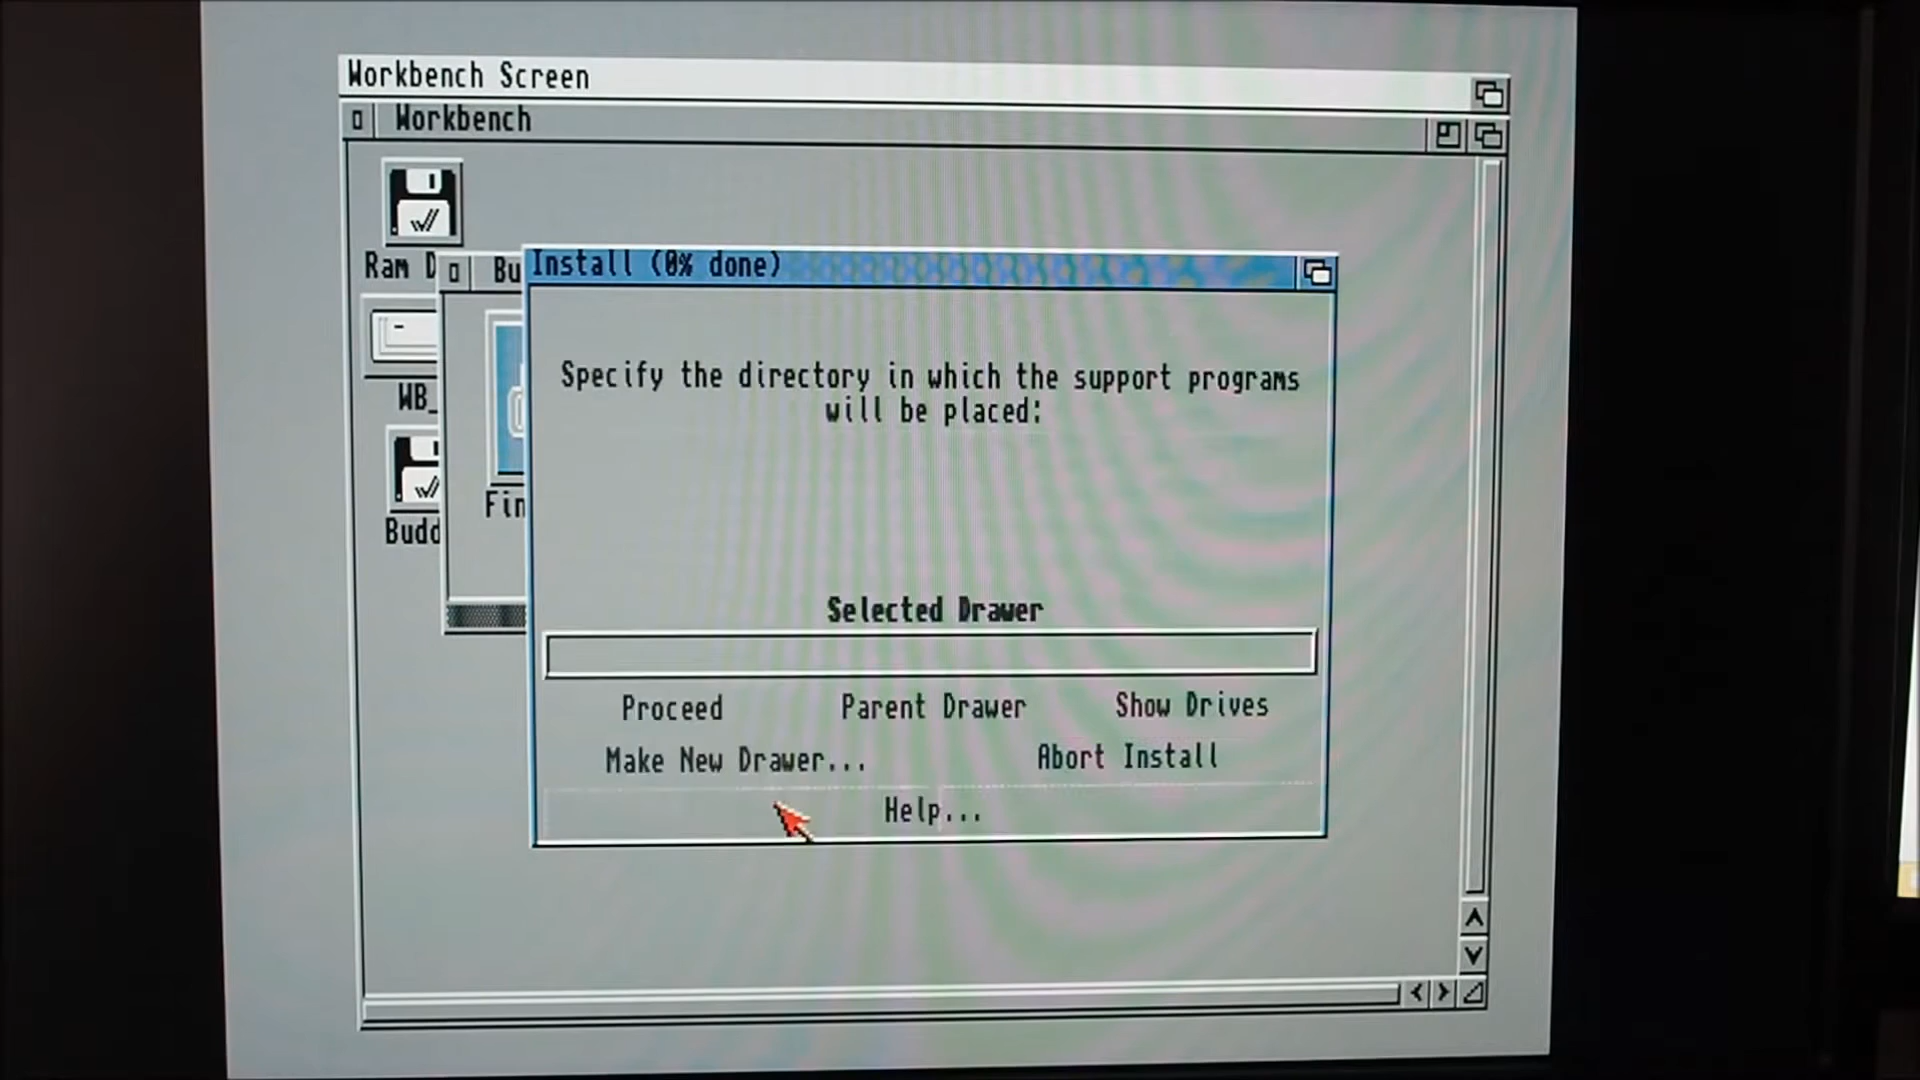 Workbench Screen
Workbench
Ram D
Bu
Install (0% done)
WB_
Specify the directory in which the support programs
will be placed:
Fin
Budd
Selected Drawer
Proceed
Parent Drawer
Show Drives
Make New Drawer...
Abort Install
Help...